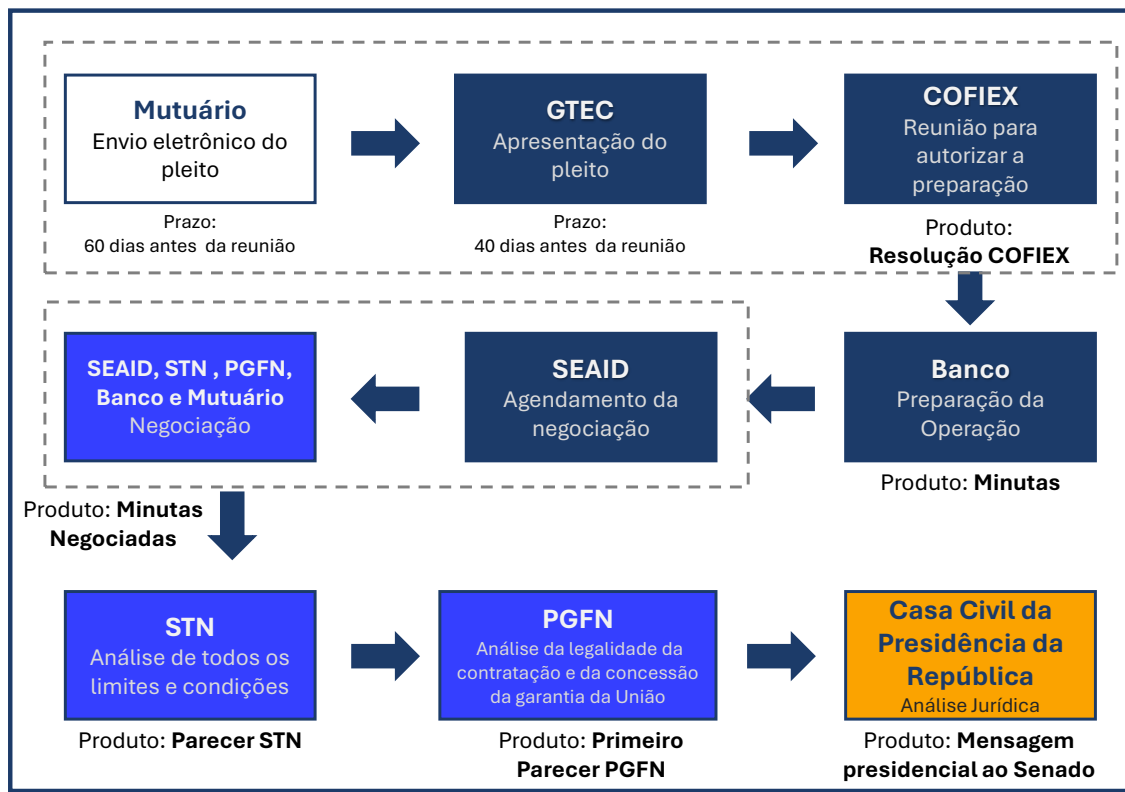 Mutuário
Envio eletrônico do
pleito
Prazo:
60 dias antes da reunião
GTEC
Apresentação do
pleito
Prazo:
40 dias antes da reunião
COFIEX
Reunião para
autorizar a
preparação
Produto:
Resolução COFIEX
Banco
Preparação da
Operação
Produto: Minutas
SEAID
Agendamento da
negociação
SEAID, STN , PGFN,
Banco e Mutuário
Negociação
Produto: Minutas
Negociadas
STN
Análise de todos os
limites e condições
Produto: Parecer STN
PGFN
Análise da legalidade da
contratação e da concessão
da garantia da União
Produto: Primeiro
Parecer PGFN
Casa Civil da
Presidência da
República
Análise Jurídica
Produto: Mensagem
presidencial ao Senado